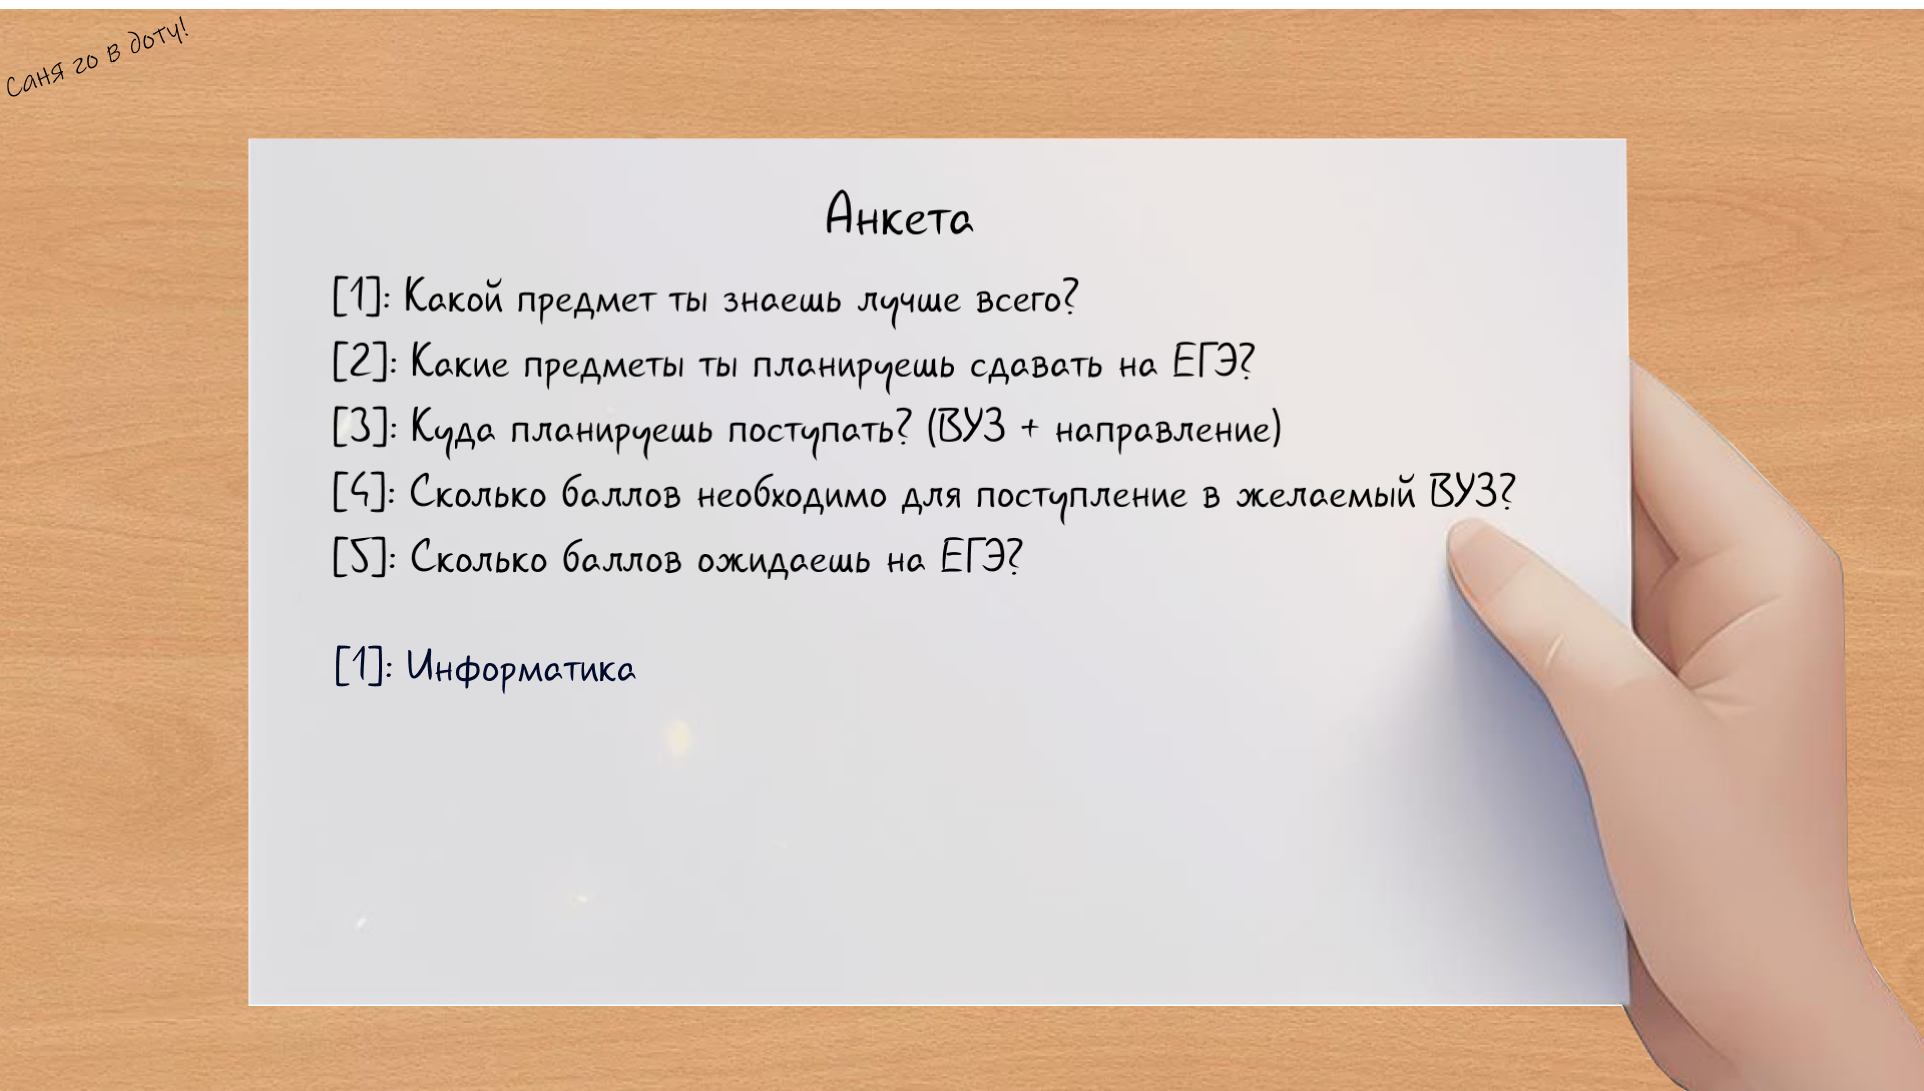 Саня го в доту!
Анкета
[1]: Какой предмет ты знаешь лучше всего?
[2]: Какие предметы ты планируешь сдавать на ЕГЭ?
[3]: Куда планируешь поступать? (ВУЗ + направление)
[4]: Сколько баллов необходимо для поступление в желаемый ВУЗ?
[5]: Сколько баллов ожидаешь на ЕГЭ?
[1]: Информатика